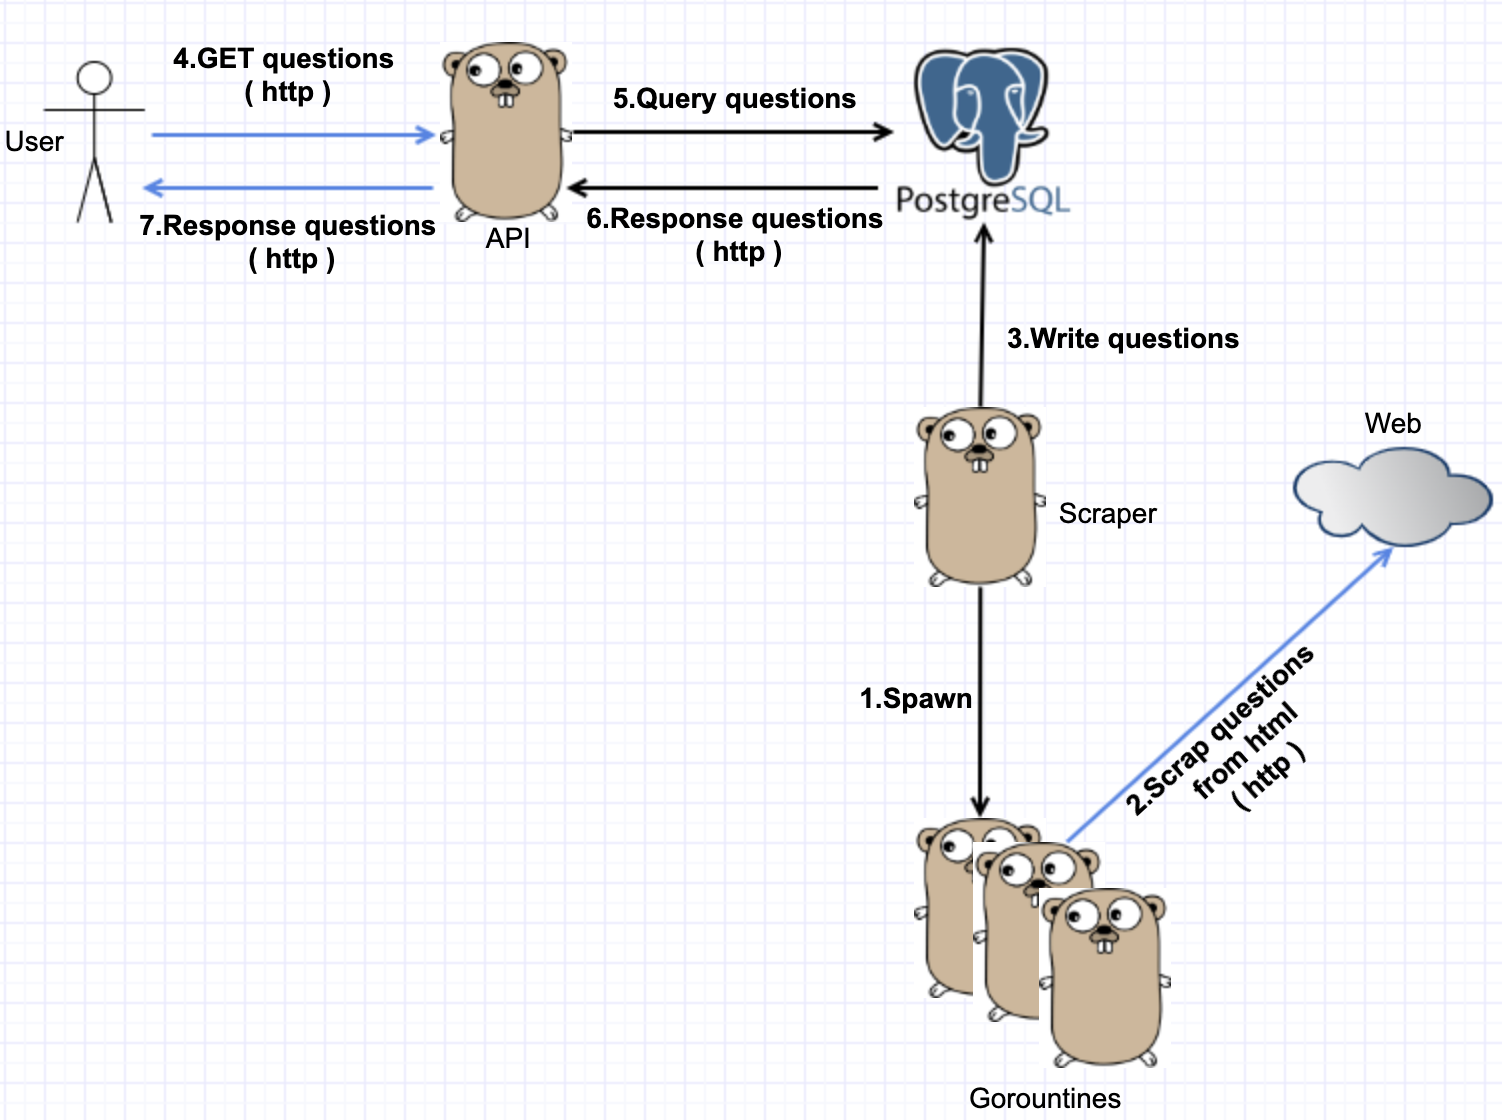 4.GET questions
( http )
User
7.Response questions
( http )
API
5.Query questions
6.Response questions
( http )
PostgreSQL
3.Write questions
Web
Scraper
1.Spawn
2.Scrap questions
from html
( http )
Gorountines